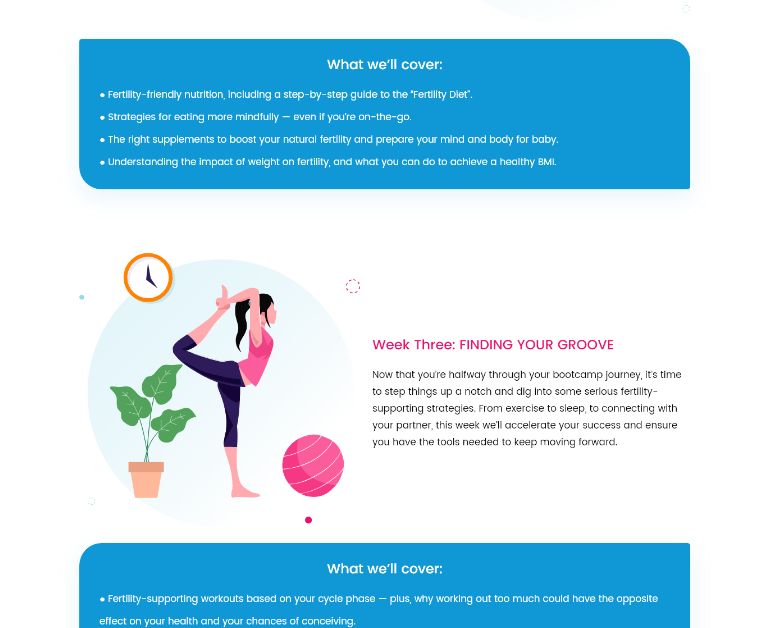 What we’ll cover:
● Fertility-friendly nutrition, including a step-by-step guide to the “Fertility Diet”.
● Strategies for eating more mindfully — even if you’re on-the-go.
● The right supplements to boost your natural fertility and prepare your mind and body for baby.
● Understanding the impact of weight on fertility, and what you can do to achieve a healthy BMI.
Week Three: FINDING YOUR GROOVE
Now that you’re halfway through your bootcamp journey, it’s time
to step things up a notch and dig into some serious fertility-
supporting strategies. From exercise to sleep, to connecting with
your partner, this week we’ll accelerate your success and ensure
you have the tools needed to keep moving forward.
What we’ll cover:
● Fertility-supporting workouts based on your cycle phase — plus, why working out too much could have the opposite
effect on your health and your chances of conceiving.